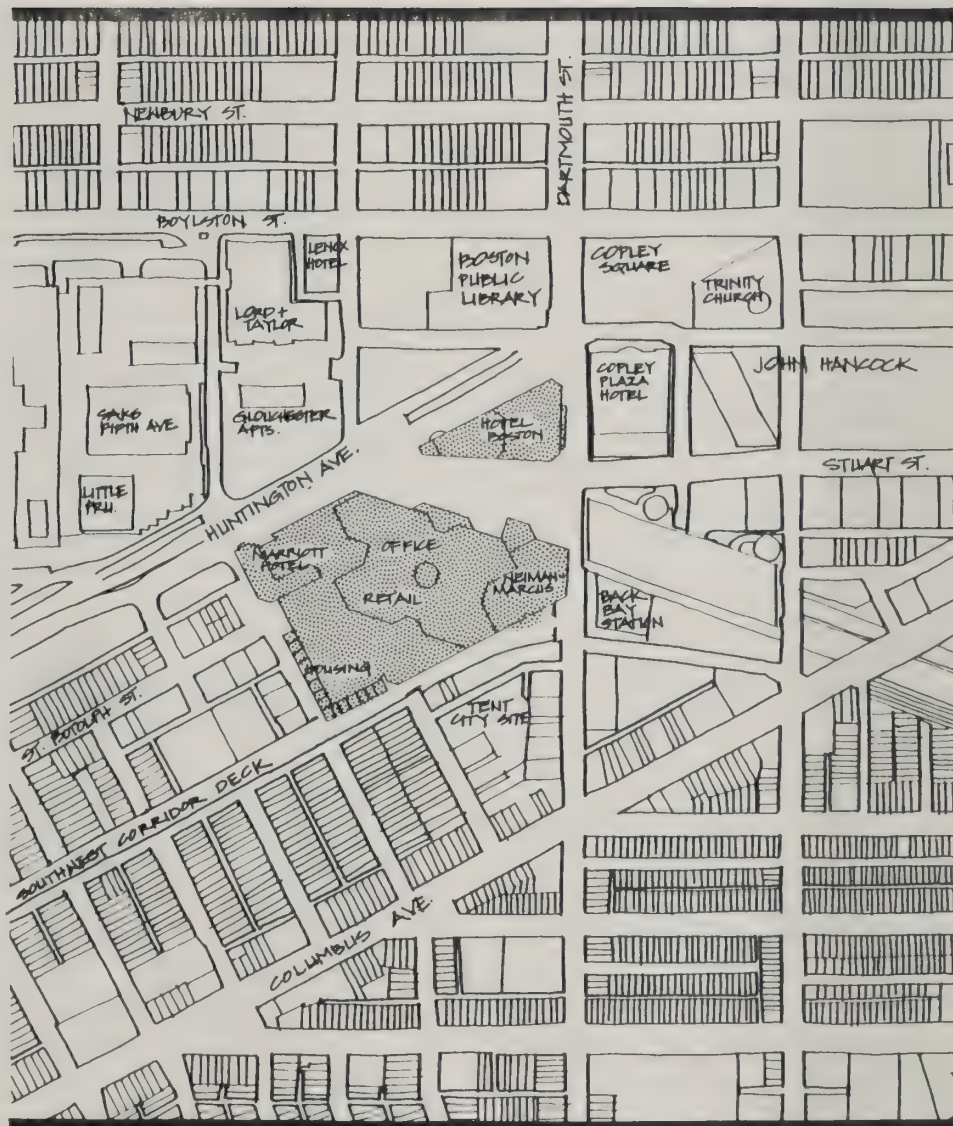 NEWBURY ST.
DARTMOUTH ST.
BOYLSTON ST.
LENOX
HOTEL
BOSTON
PUBLIC
LIBRARY
COPLEY
SQUARE
TRINITY
CHURCH
LORD +
TAYLOR
JOHN HANCOCK
COPLEY
PLAZA
HOTEL
SAKS
FIFTH AVE.
GLOUCHESTER
APTS.
HOTEL
BOSTON
STUART ST.
LITTLE
PRU.
HUNTINGTON AVE.
MARRIOTT
HOTEL
OFFICE
RETAIL
NEIMAN-
MARCUS
BACK
BAY
STATION
HOUSING
TENT
CITY SITE
ST. BOTOLPH ST.
SOUTHWEST CORRIDOR DECK
COLUMBUS AVE.